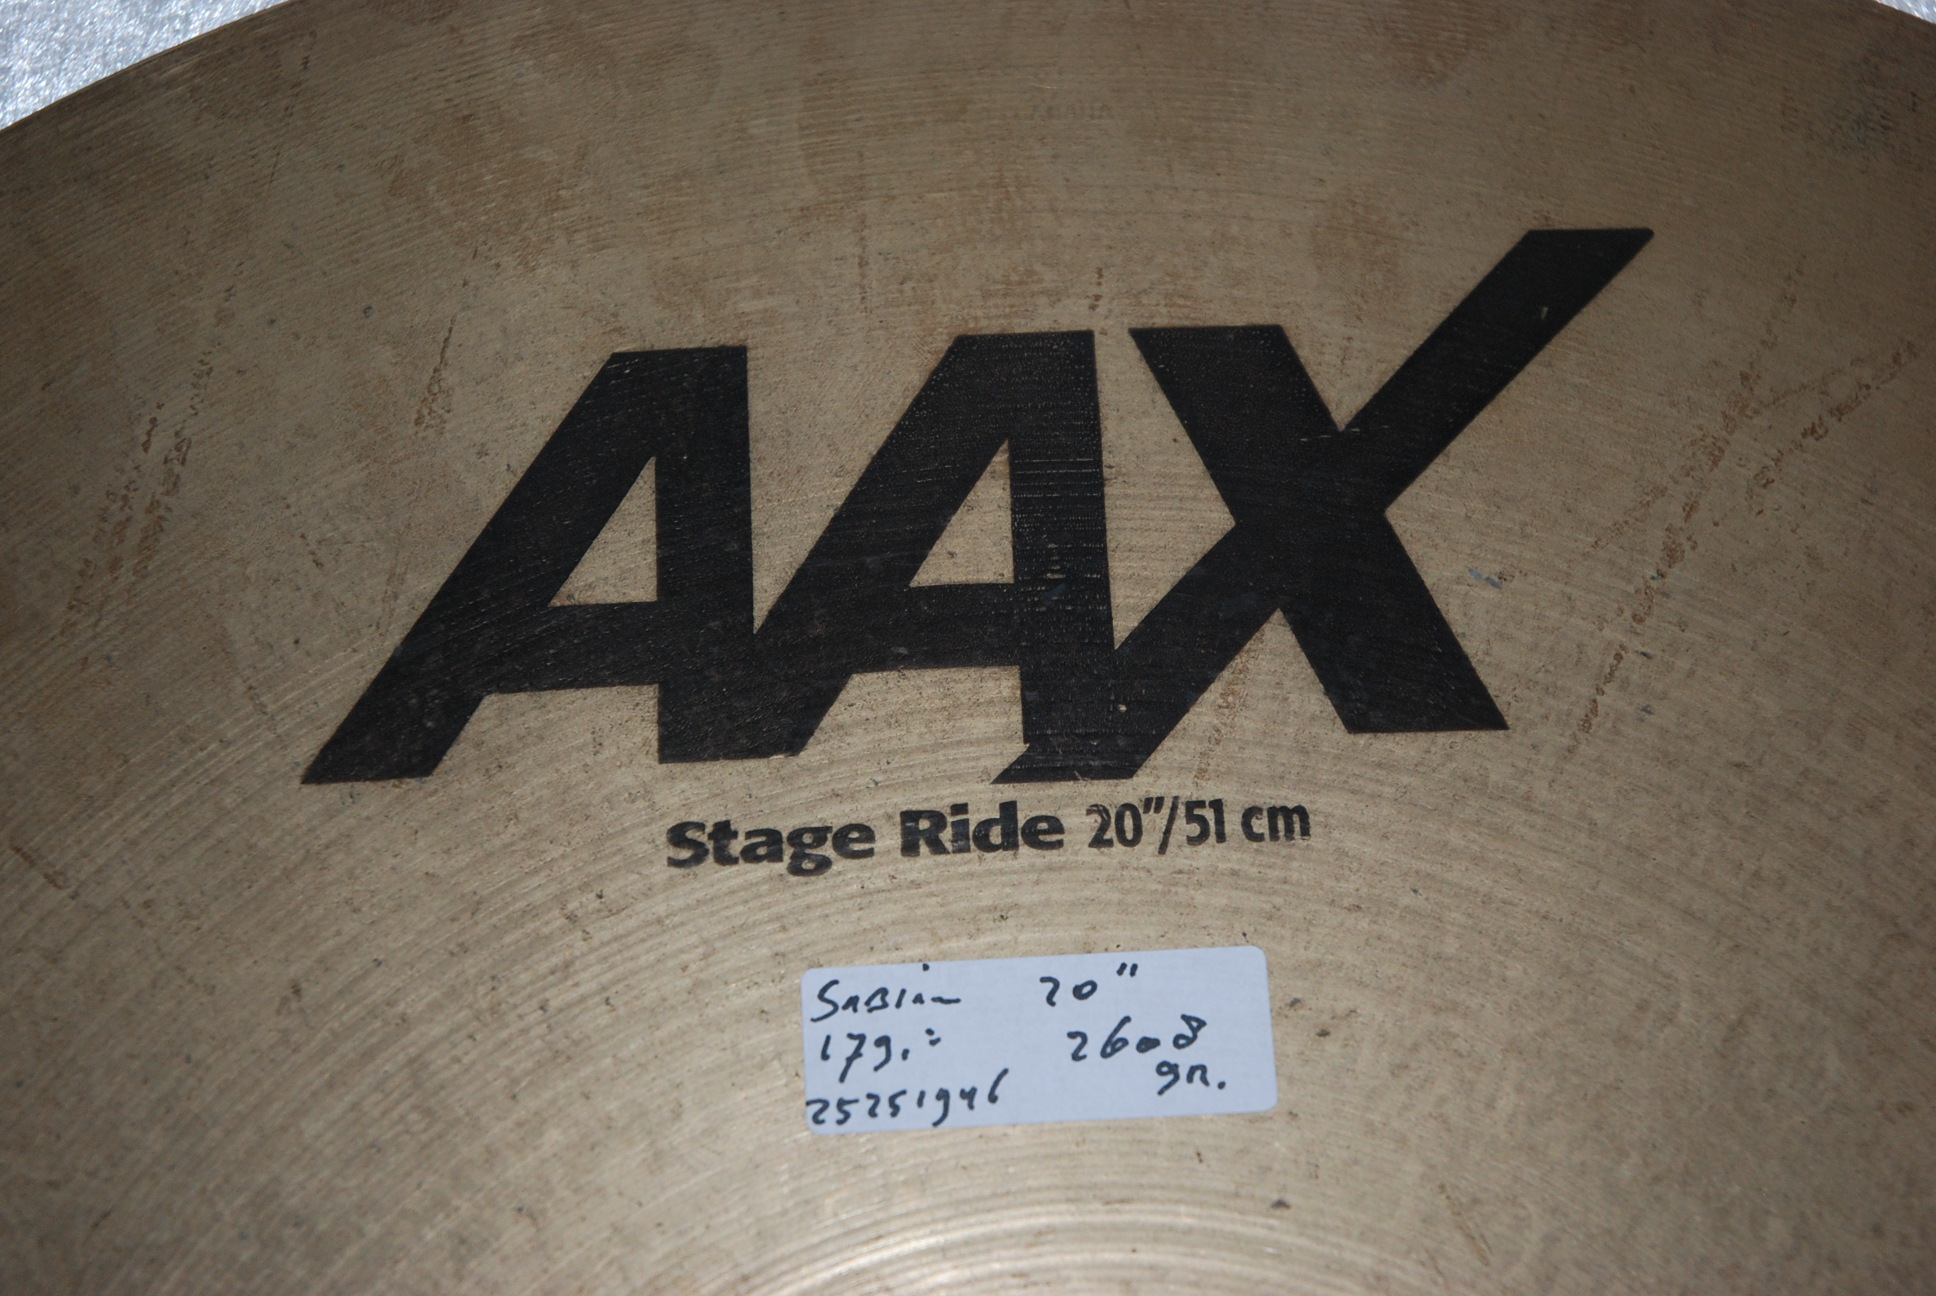 AAX
Stage Ride 20"/51 cm
Sabian 20"
179.= 2608
gr.
25251946